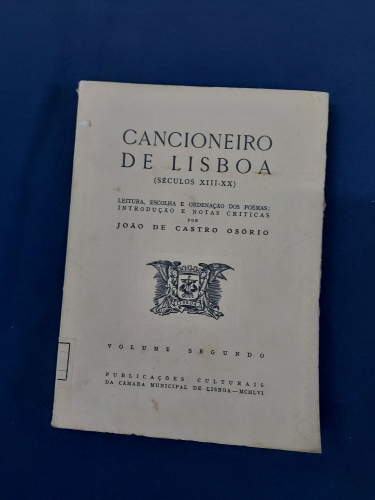 CANCIONEIRO
DE LISBOA
(SÉCULOS XIII-XX)
LEITURA, ESCOLHA E ORDENAÇÃO DOS POEMAS;
INTRODUÇÃO E NOTAS CRÍTICAS
POR
JOÃO DE CASTRO OSÓRIO
LISBOA
VOLUME SEGUNDO
PUBLICAÇÕES CULTURAIS
DA CÂMARA MUNICIPAL DE LISBOA—MCMLVI